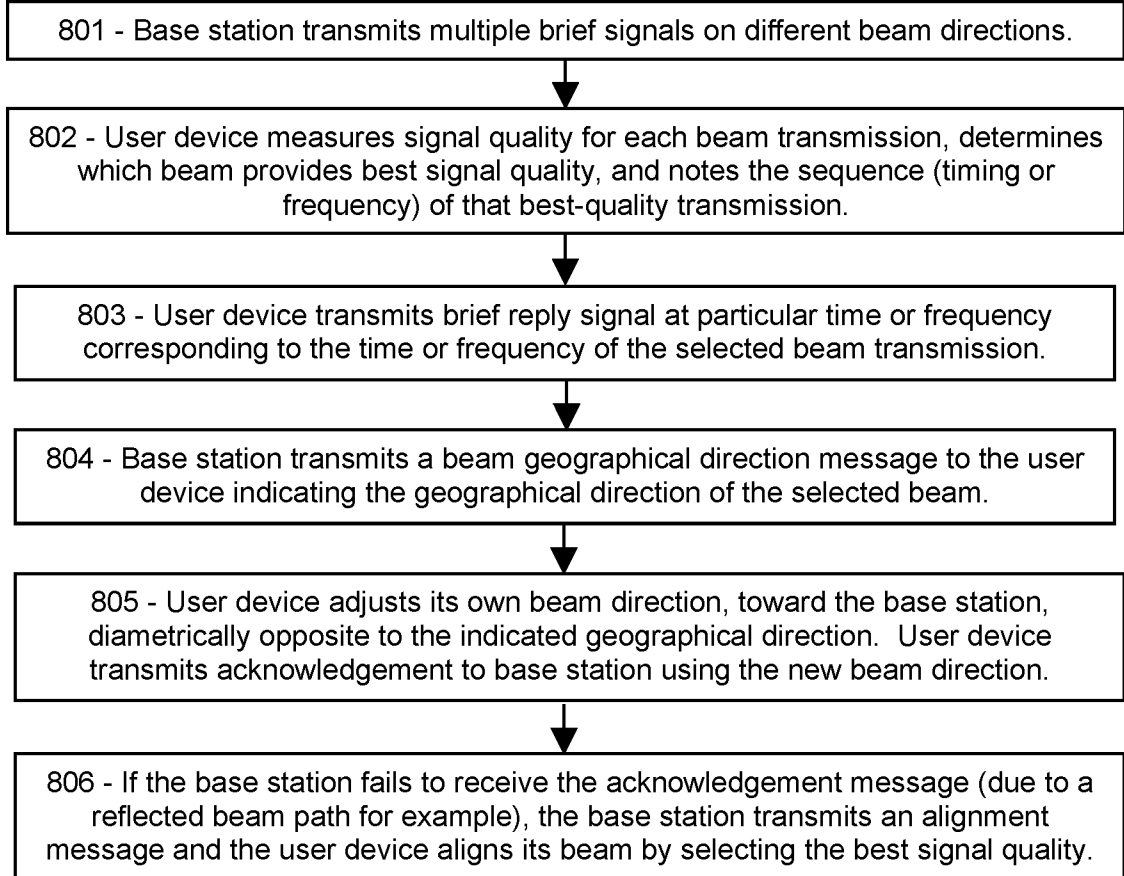 801 - Base station transmits multiple brief signals on different beam directions.
802 - User device measures signal quality for each beam transmission, determines
which beam provides best signal quality, and notes the sequence (timing or
frequency) of that best-quality transmission.
803 - User device transmits brief reply signal at particular time or frequency
corresponding to the time or frequency of the selected beam transmission.
804 - Base station transmits a beam geographical direction message to the user
device indicating the geographical direction of the selected beam.
805 - User device adjusts its own beam direction, toward the base station,
diametrically opposite to the indicated geographical direction.  User device
transmits acknowledgement to base station using the new beam direction.
806 - If the base station fails to receive the acknowledgement message (due to a
reflected beam path for example), the base station transmits an alignment
message and the user device aligns its beam by selecting the best signal quality.